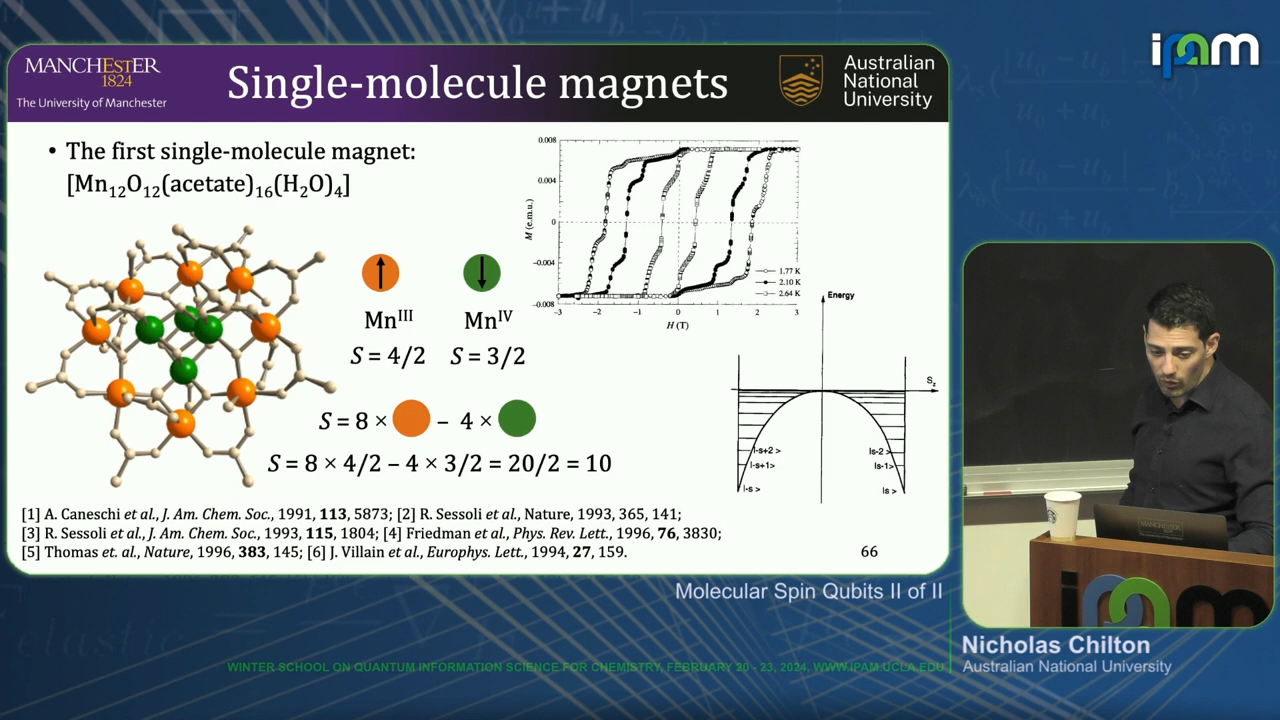 ipam
MANCHESTER
1824
The University of Manchester
Single-molecule magnets
Australian
National
University
• The first single-molecule magnet:
[Mn12O12(acetate)16(H2O)4]
Mn^III
Mn^IV
S = 4/2
S = 3/2
S = 8 × – 4 ×
S = 8 × 4/2 – 4 × 3/2 = 20/2 = 10
0.008
0.004
0
–0.004
–0.008
M (e.m.u.)
–3 –2 –1 0 1 2 3
H (T)
1.77 K
2.10 K
2.64 K
Energy
Sz
|-s+2 >
|-s+1>
|-s >
|s-2 >
|s-1>
|s >
[1] A. Caneschi et al., J. Am. Chem. Soc., 1991, 113, 5873; [2] R. Sessoli et al., Nature, 1993, 365, 141;
[3] R. Sessoli et al., J. Am. Chem. Soc., 1993, 115, 1804; [4] Friedman et al., Phys. Rev. Lett., 1996, 76, 3830;
[5] Thomas et. al., Nature, 1996, 383, 145; [6] J. Villain et al., Europhys. Lett., 1994, 27, 159.
66
Molecular Spin Qubits II of II
MANCHESTER
ipam
Nicholas Chilton
Australian National University
WINTER SCHOOL ON QUANTUM INFORMATION SCIENCE FOR CHEMISTRY, FEBRUARY 20 - 23, 2024, WWW.IPAM.UCLA.EDU
elastic